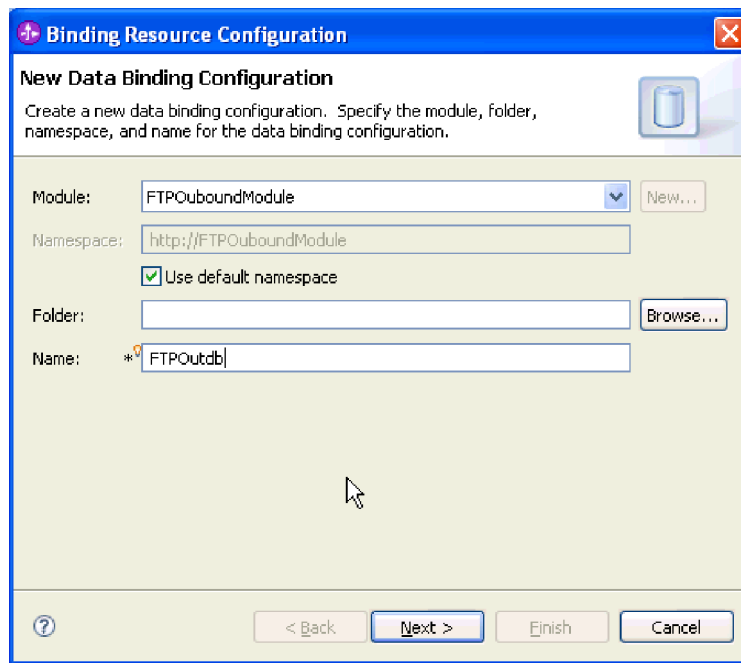 Binding Resource Configuration
New Data Binding Configuration
Create a new data binding configuration. Specify the module, folder,
namespace, and name for the data binding configuration.
Module: FTPOuboundModule New...
Namespace: http://FTPOuboundModule
Use default namespace
Folder: Browse...
Name: * FTPOutdb
? < Back Next > Finish Cancel